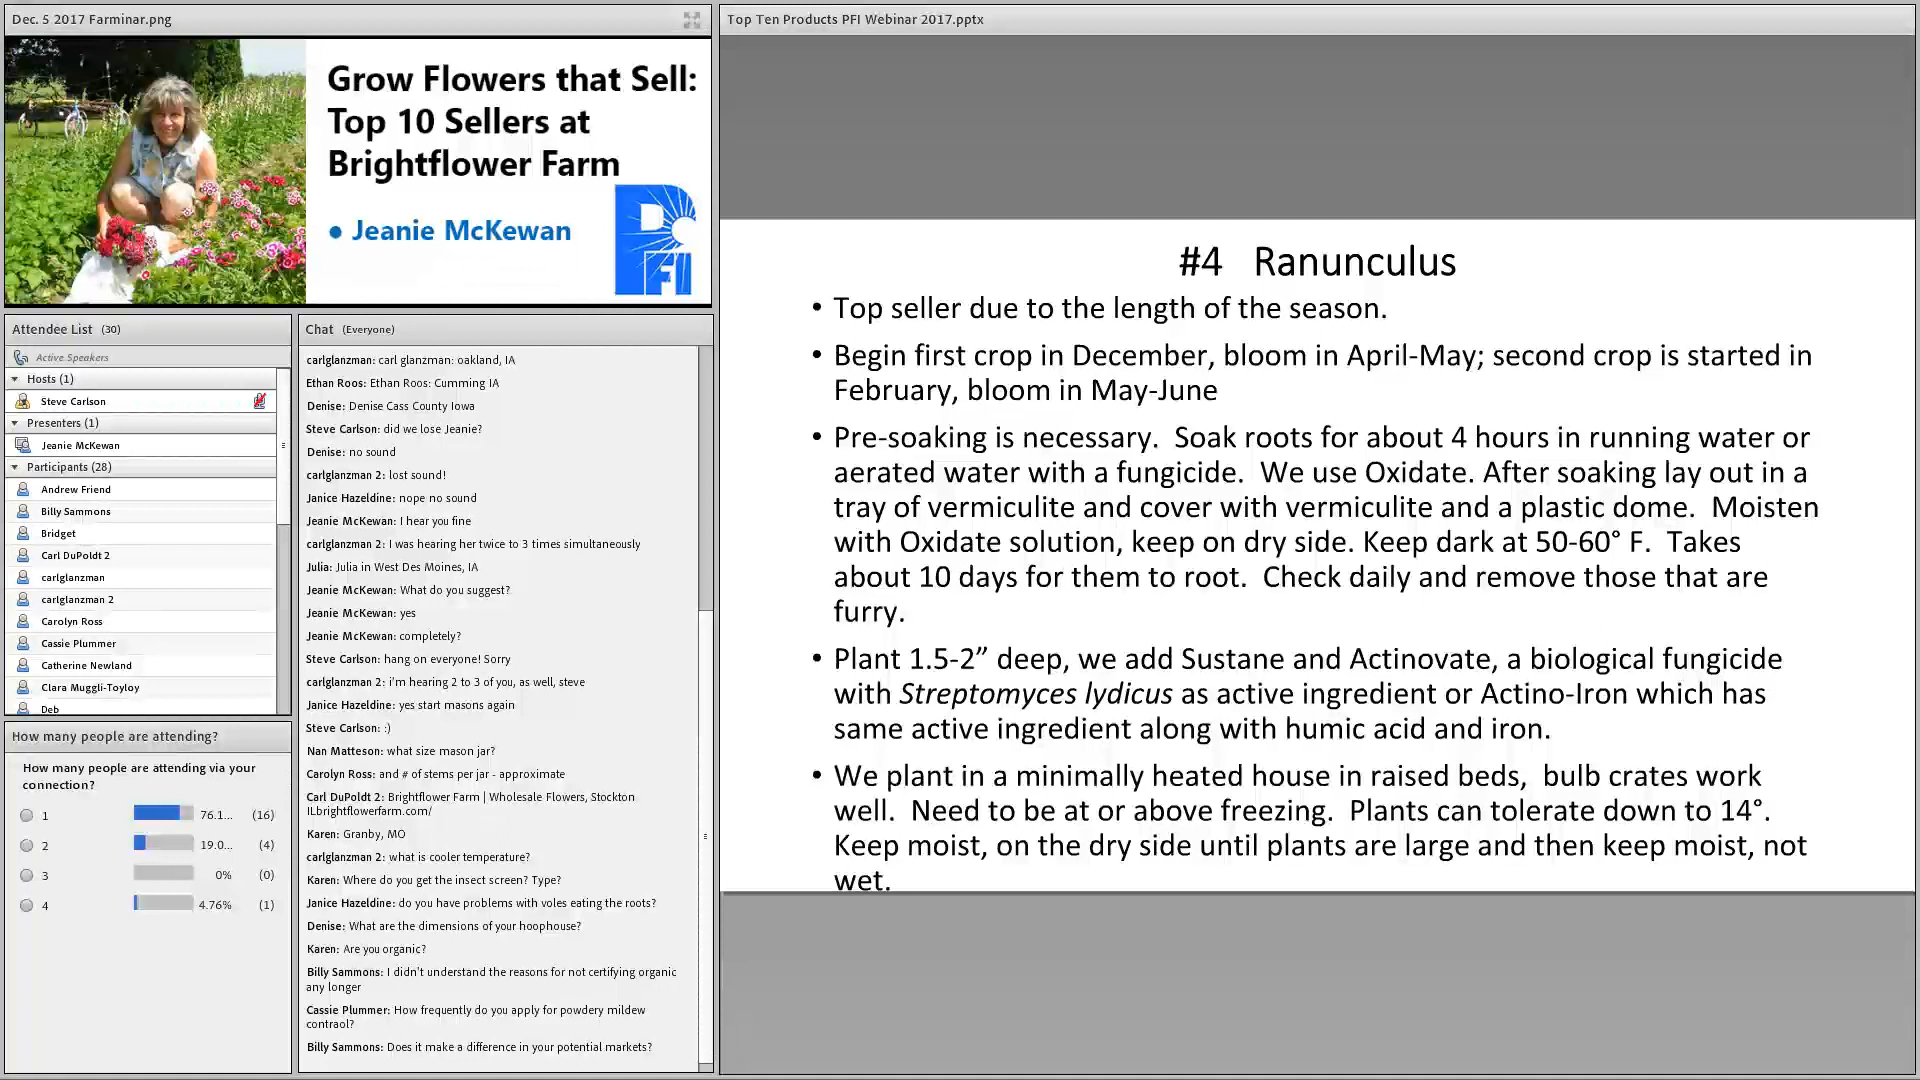 Dec. 5 2017 Farminar.png
Grow Flowers that Sell:
Top 10 Sellers at
Brightflower Farm
• Jeanie McKewan
PFI
Attendee List (30)
Active Speakers
Hosts (1)
Steve Carlson
Presenters (1)
Jeanie McKewan
Participants (28)
Andrew Friend
Billy Sammons
Bridget
Carl DuPoldt 2
carlglanzman
carlglanzman 2
Carolyn Ross
Cassie Plummer
Catherine Newland
Clara Muggli-Toyloy
Deb
How many people are attending?
How many people are attending via your
connection?
1 76.1... (16)
2 19.0... (4)
3 0% (0)
4 4.76% (1)
Chat (Everyone)
carlglanzman: carl glanzman: oakland, IA
Ethan Roos: Ethan Roos: Cumming IA
Denise: Denise Cass County Iowa
Steve Carlson: did we lose Jeanie?
Denise: no sound
carlglanzman 2: lost sound!
Janice Hazeldine: nope no sound
Jeanie McKewan: I hear you fine
carlglanzman 2: I was hearing her twice to 3 times simultaneously
Julia: Julia in West Des Moines, IA
Jeanie McKewan: What do you suggest?
Jeanie McKewan: yes
Jeanie McKewan: completely?
Steve Carlson: hang on everyone! Sorry
carlglanzman 2: i'm hearing 2 to 3 of you, as well, steve
Janice Hazeldine: yes start masons again
Steve Carlson: :)
Nan Matteson: what size mason jar?
Carolyn Ross: and # of stems per jar - approximate
Carl DuPoldt 2: Brightflower Farm | Wholesale Flowers, Stockton
ILbrightflowerfarm.com/
Karen: Granby, MO
carlglanzman 2: what is cooler temperature?
Karen: Where do you get the insect screen? Type?
Janice Hazeldine: do you have problems with voles eating the roots?
Denise: What are the dimensions of your hoophouse?
Karen: Are you organic?
Billy Sammons: I didn't understand the reasons for not certifying organic
any longer
Cassie Plummer: How frequently do you apply for powdery mildew
contraol?
Billy Sammons: Does it make a difference in your potential markets?
Top Ten Products PFI Webinar 2017.pptx
#4 Ranunculus
• Top seller due to the length of the season.
• Begin first crop in December, bloom in April-May; second crop is started in
February, bloom in May-June
• Pre-soaking is necessary. Soak roots for about 4 hours in running water or
aerated water with a fungicide. We use Oxidate. After soaking lay out in a
tray of vermiculite and cover with vermiculite and a plastic dome. Moisten
with Oxidate solution, keep on dry side. Keep dark at 50-60° F. Takes
about 10 days for them to root. Check daily and remove those that are
furry.
• Plant 1.5-2” deep, we add Sustane and Actinovate, a biological fungicide
with Streptomyces lydicus as active ingredient or Actino-Iron which has
same active ingredient along with humic acid and iron.
• We plant in a minimally heated house in raised beds, bulb crates work
well. Need to be at or above freezing. Plants can tolerate down to 14°.
Keep moist, on the dry side until plants are large and then keep moist, not
wet.